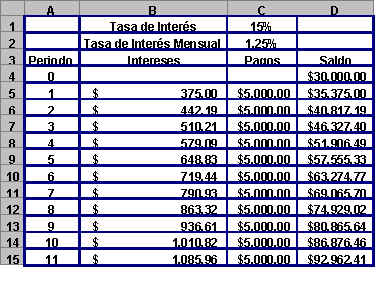 A B C D
1 Tasa de Interés 15%
2 Tasa de Interés Mensual 1,25%
3 Periodo Intereses Pagos Saldo
4 0 $30.000.00
5 1 $ 375.00 $5.000.00 $35.375.00
6 2 $ 442.19 $5.000.00 $40.817.19
7 3 $ 510.21 $5.000.00 $46.327.40
8 4 $ 579.09 $5.000.00 $51.906.49
9 5 $ 648.83 $5.000.00 $57.555.33
10 6 $ 719.44 $5.000.00 $63.274.77
11 7 $ 790.93 $5.000.00 $69.065.70
12 8 $ 863.32 $5.000.00 $74.929.02
13 9 $ 936.61 $5.000.00 $80.865.64
14 10 $ 1.010.82 $5.000.00 $86.876.46
15 11 $ 1.085.96 $5.000.00 $92.962.41